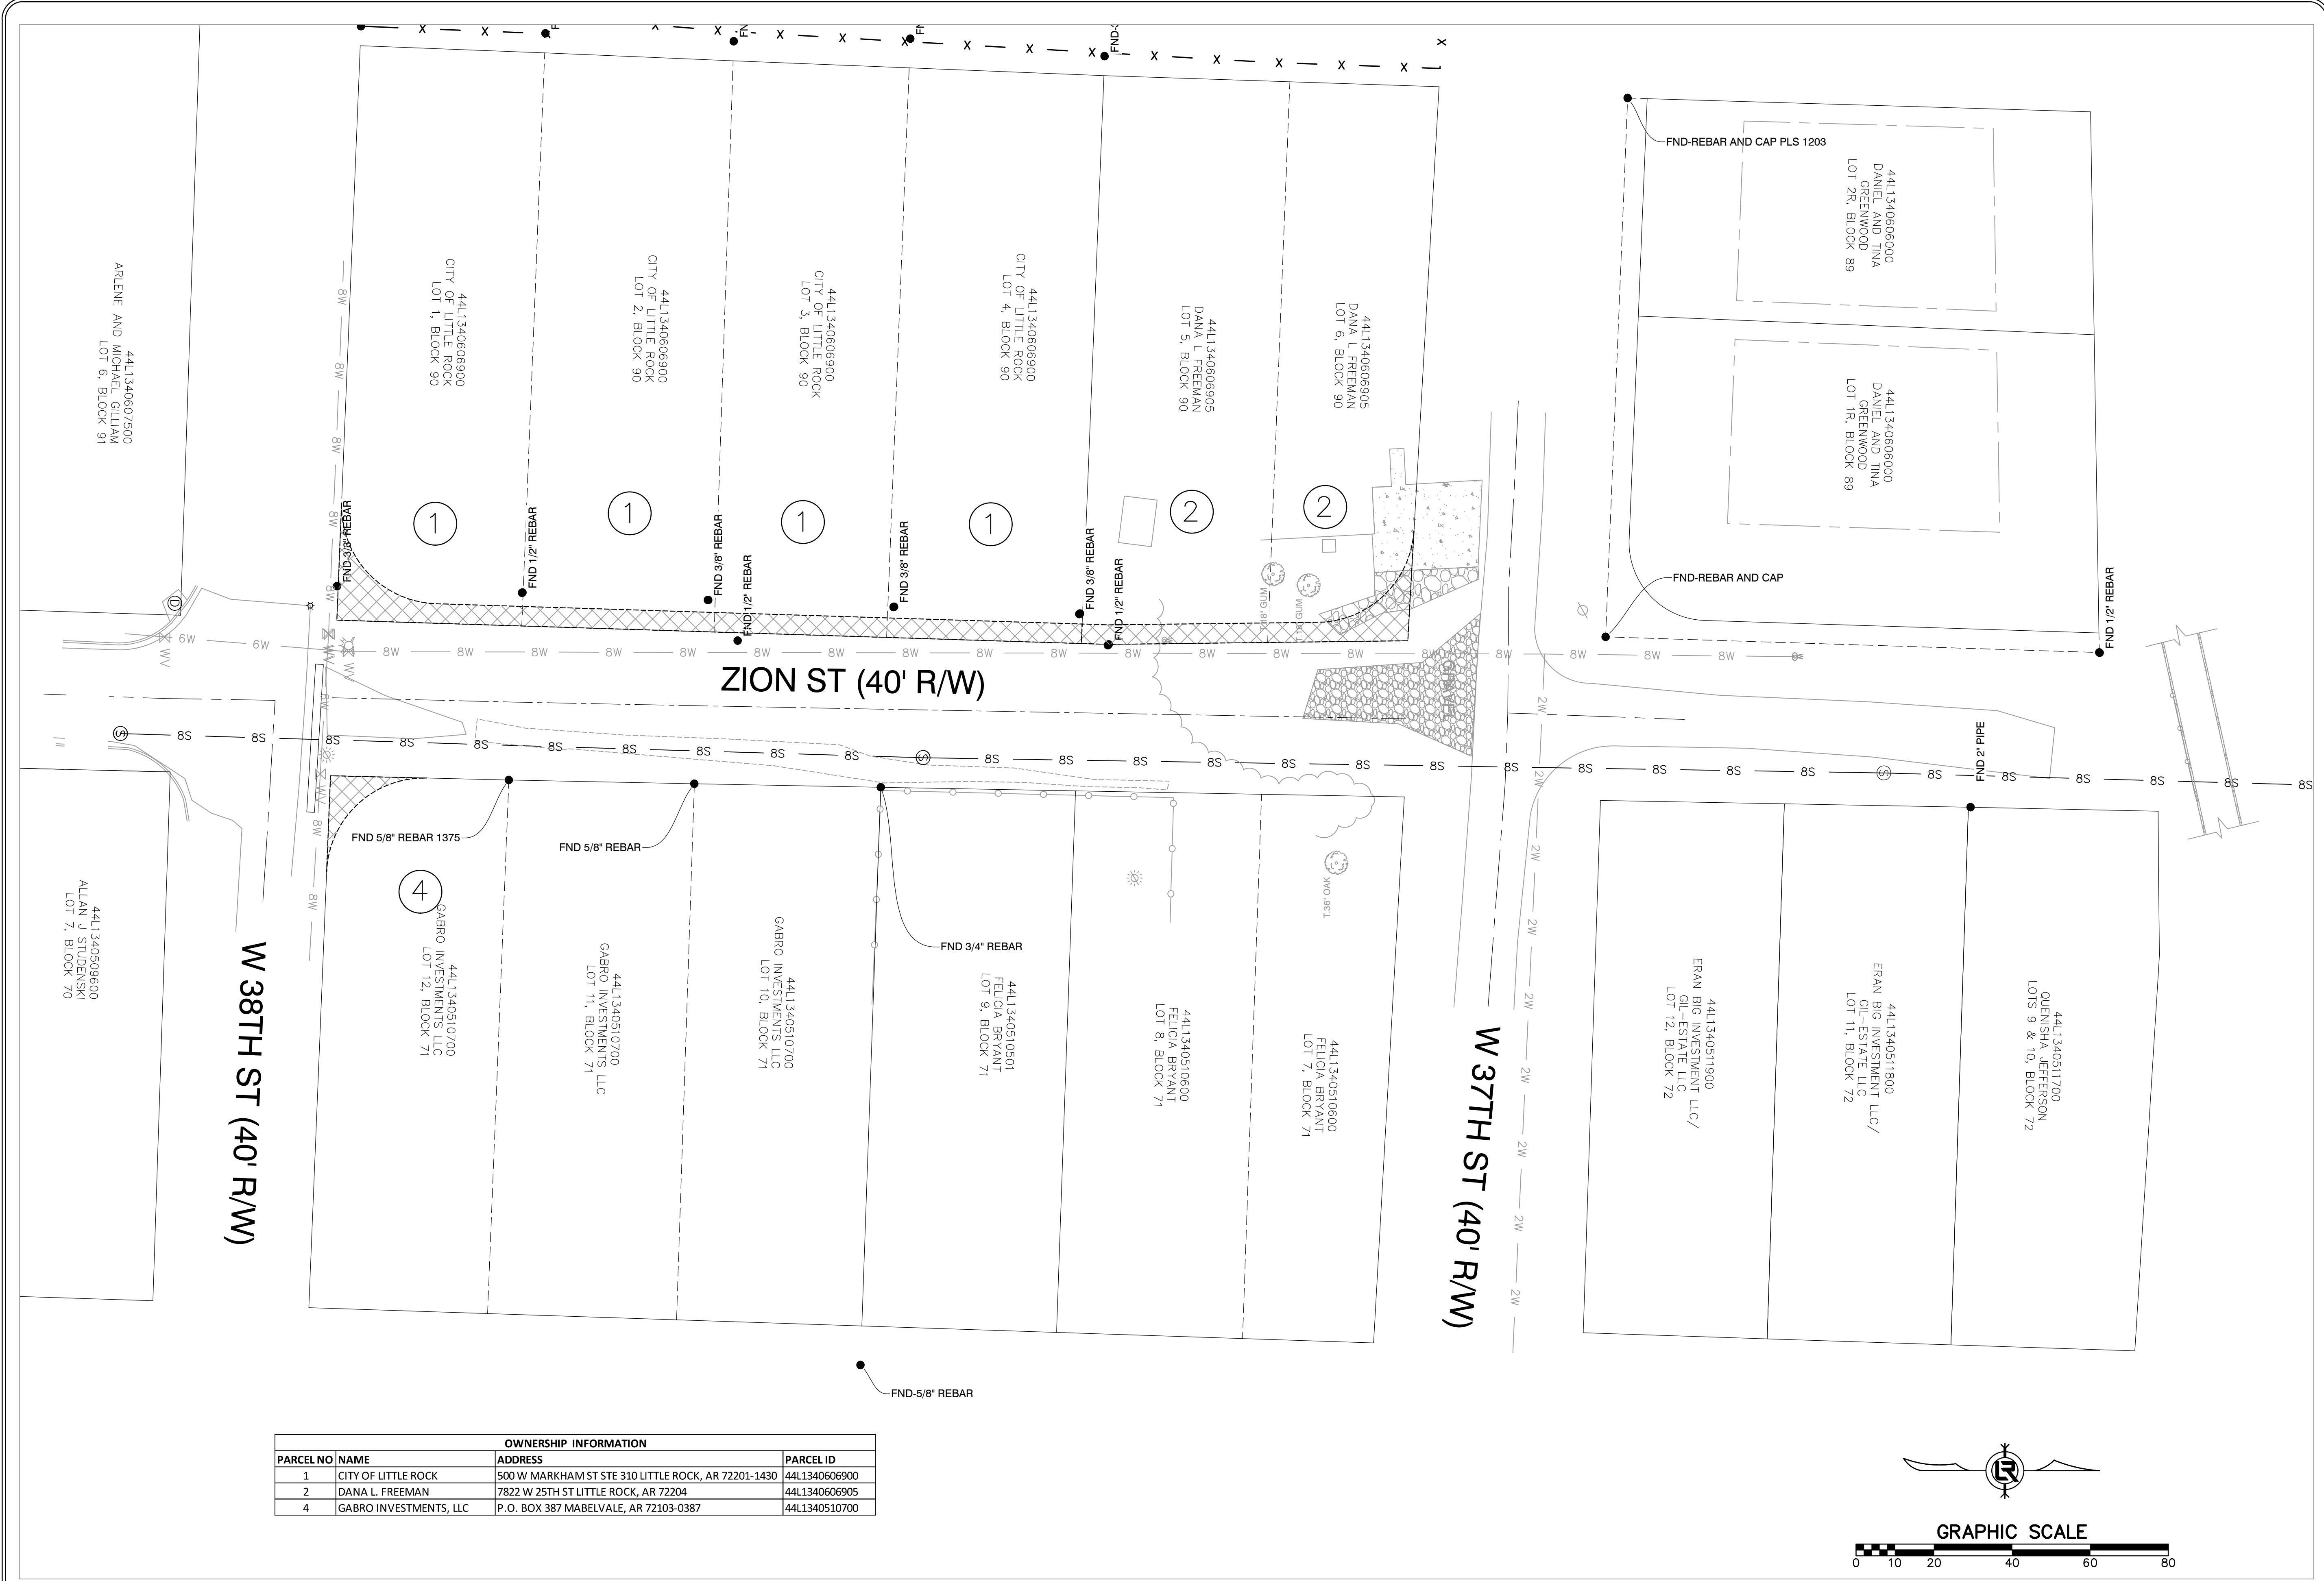 FND-REBAR AND CAP PLS 1203
44L1340606000
DANIEL AND TINA
GREENWOOD
LOT 2R, BLOCK 89
44L1340607500
ARLENE AND MICHAEL GILLIAM
LOT 6, BLOCK 91
44L1340606900
CITY OF LITTLE ROCK
LOT 1, BLOCK 90
44L1340606900
CITY OF LITTLE ROCK
LOT 2, BLOCK 90
44L1340606900
CITY OF LITTLE ROCK
LOT 3, BLOCK 90
44L1340606900
CITY OF LITTLE ROCK
LOT 4, BLOCK 90
44L1340606905
DANA L FREEMAN
LOT 5, BLOCK 90
44L1340606905
DANA L FREEMAN
LOT 6, BLOCK 90
44L1340606000
DANIEL AND TINA
GREENWOOD
LOT 1R, BLOCK 89
1
1
1
1
2
2
FND-3/8" REBAR
FND 1/2" REBAR
FND 3/8" REBAR
FND 1/2" REBAR
FND 3/8" REBAR
FND 3/8" REBAR
FND 1/2" REBAR
FND-REBAR AND CAP
FND 1/2" REBAR
GRAVEL
ZION ST (40' R/W)
FND 2" PIPE
FND 5/8" REBAR 1375
FND 5/8" REBAR
FND 3/4" REBAR
T.36" OAK
4
44L1340509600
ALLAN J STUDENSKI
LOT 7, BLOCK 70
W 38TH ST (40' R/W)
44L1340510700
GABRO INVESTMENTS LLC
LOT 12, BLOCK 71
44L1340510700
GABRO INVESTMENTS LLC
LOT 11, BLOCK 71
44L1340510700
GABRO INVESTMENTS LLC
LOT 10, BLOCK 71
44L1340510501
FELICIA BRYANT
LOT 9, BLOCK 71
44L1340510600
FELICIA BRYANT
LOT 8, BLOCK 71
44L1340510600
FELICIA BRYANT
LOT 7, BLOCK 71
W 37TH ST (40' R/W)
44L1340511900
ERAN BIG INVESTMENT LLC/
GIL-ESTATE LLC
LOT 12, BLOCK 72
44L1340511800
ERAN BIG INVESTMENT LLC/
GIL-ESTATE LLC
LOT 11, BLOCK 72
44L1340511700
QUENISHA JEFFERSON
LOTS 9 & 10, BLOCK 72
FND-5/8" REBAR
OWNERSHIP INFORMATION
PARCEL NO NAME ADDRESS PARCEL ID
1 CITY OF LITTLE ROCK 500 W MARKHAM ST STE 310 LITTLE ROCK, AR 72201-1430 44L1340606900
2 DANA L. FREEMAN 7822 W 25TH ST LITTLE ROCK, AR 72204 44L1340606905
4 GABRO INVESTMENTS, LLC P.O. BOX 387 MABELVALE, AR 72103-0387 44L1340510700
LR
GRAPHIC SCALE
0 10 20 40 60 80